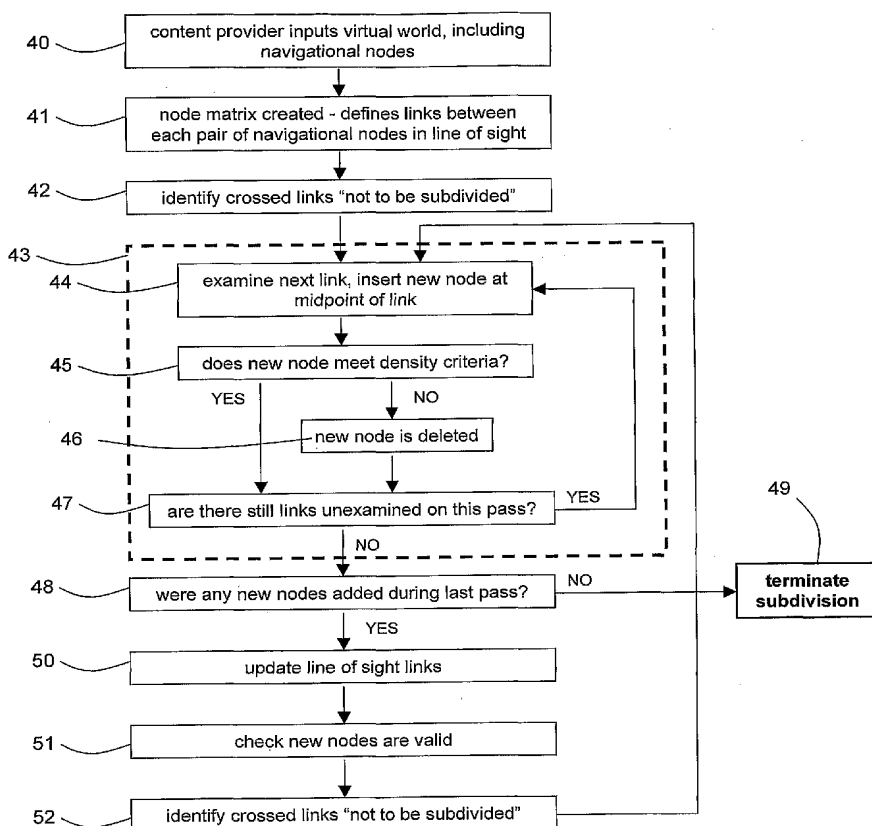 40
content provider inputs virtual world, including
navigational nodes
41
node matrix created - defines links between
each pair of navigational nodes in line of sight
42
identify crossed links "not to be subdivided"
43
44
examine next link, insert new node at
midpoint of link
45
does new node meet density criteria?
YES
NO
46
new node is deleted
47
are there still links unexamined on this pass?
YES
NO
48
were any new nodes added during last pass?
NO
49
terminate
subdivision
YES
50
update line of sight links
51
check new nodes are valid
52
identify crossed links "not to be subdivided"